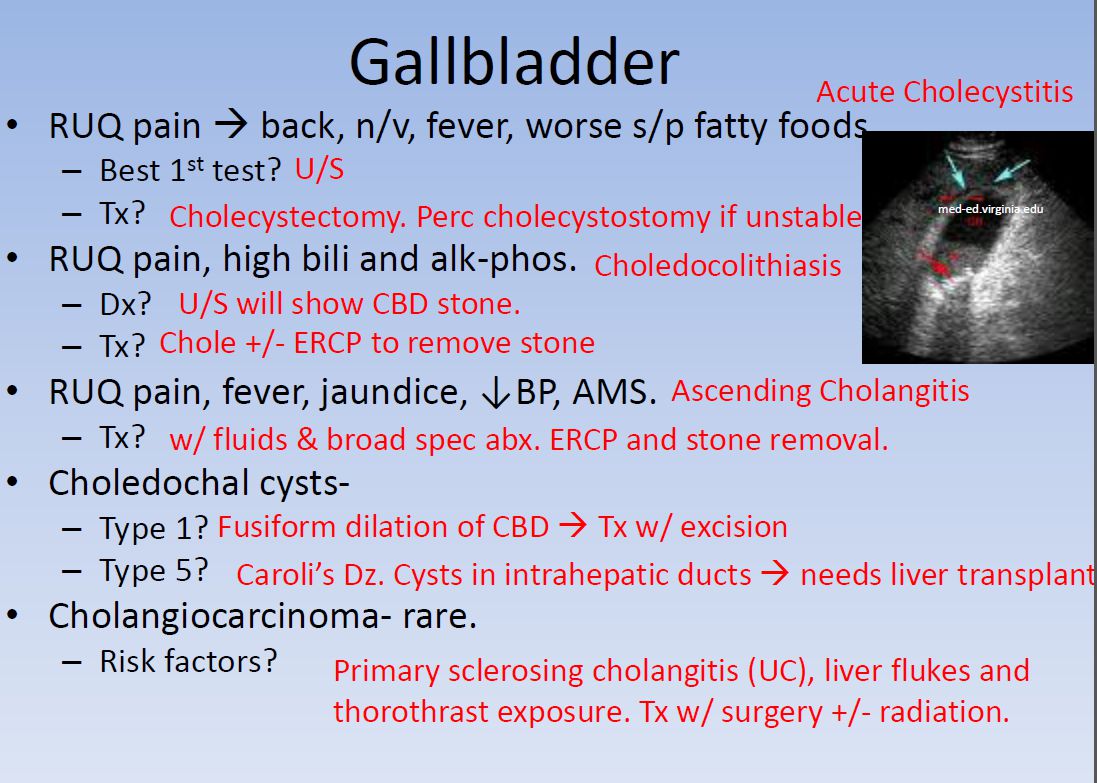 Gallbladder
Acute Cholecystitis
• RUQ pain → back, n/v, fever, worse s/p fatty foods
– Best 1st test? U/S
– Tx? Cholecystectomy. Perc cholecystostomy if unstable
med-ed.virginia.edu
• RUQ pain, high bili and alk-phos. Choledocolithiasis
– Dx? U/S will show CBD stone.
– Tx? Chole +/- ERCP to remove stone
• RUQ pain, fever, jaundice, ↓BP, AMS. Ascending Cholangitis
– Tx? w/ fluids & broad spec abx. ERCP and stone removal.
• Choledochal cysts-
– Type 1? Fusiform dilation of CBD → Tx w/ excision
– Type 5? Caroli's Dz. Cysts in intrahepatic ducts → needs liver transplant
• Cholangiocarcinoma- rare.
– Risk factors? Primary sclerosing cholangitis (UC), liver flukes and
thorothrast exposure. Tx w/ surgery +/- radiation.